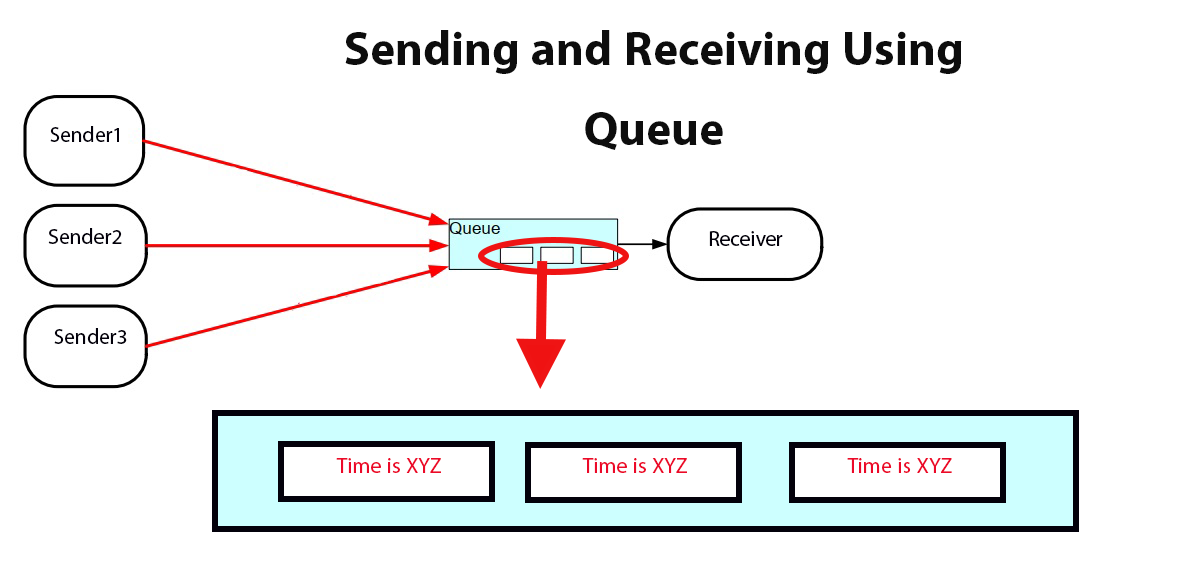 Sending and Receiving Using
Queue
Sender1
Sender2
Queue
Receiver
Sender3
Time is XYZ
Time is XYZ
Time is XYZ